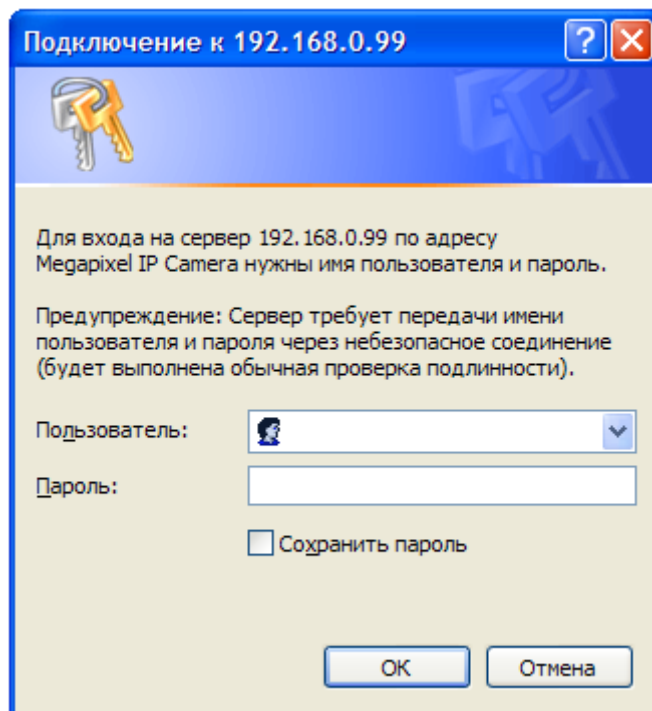 Подключение к 192.168.0.99
Для входа на сервер 192.168.0.99 по адресу
Megapixel IP Camera нужны имя пользователя и пароль.
Предупреждение: Сервер требует передачи имени
пользователя и пароля через небезопасное соединение
(будет выполнена обычная проверка подлинности).
Пользователь:
Пароль:
Сохранить пароль
ОК
Отмена